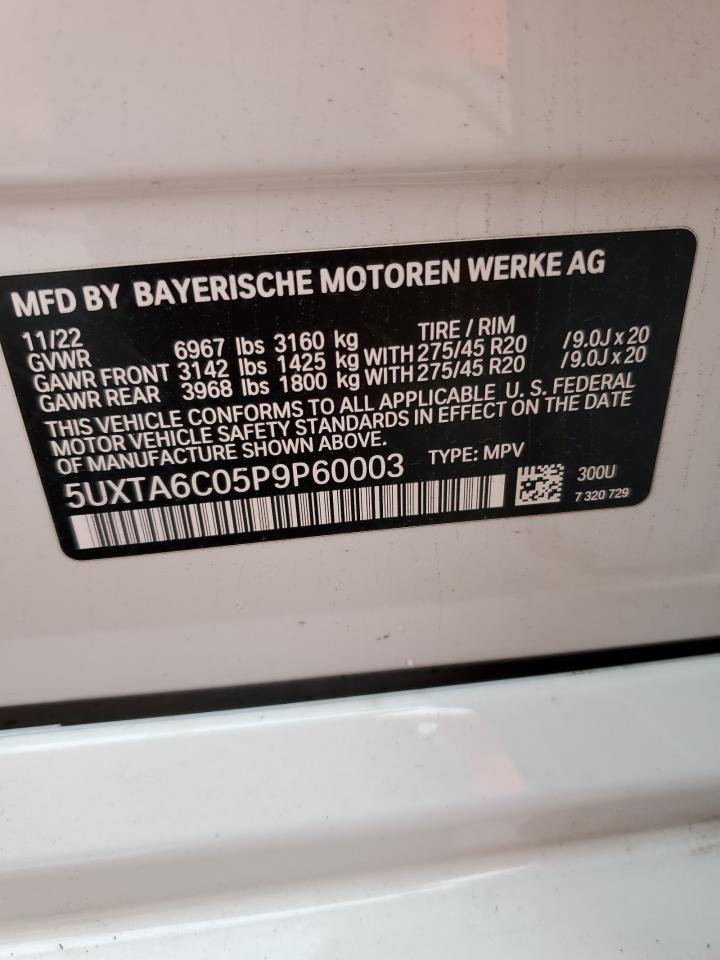 MFD BY BAYERISCHE MOTOREN WERKE AG
11/22 TIRE / RIM
GVWR 6967 lbs 3160 kg
GAWR FRONT 3142 lbs 1425 kg WITH 275/45 R20 / 9.0J x 20
GAWR REAR 3968 lbs 1800 kg WITH 275/45 R20 / 9.0J x 20
THIS VEHICLE CONFORMS TO ALL APPLICABLE U. S. FEDERAL
MOTOR VEHICLE SAFETY STANDARDS IN EFFECT ON THE DATE
OF MANUFACTURE SHOWN ABOVE.
5UXTA6C05P9P60003 TYPE: MPV
300U
7 320 729